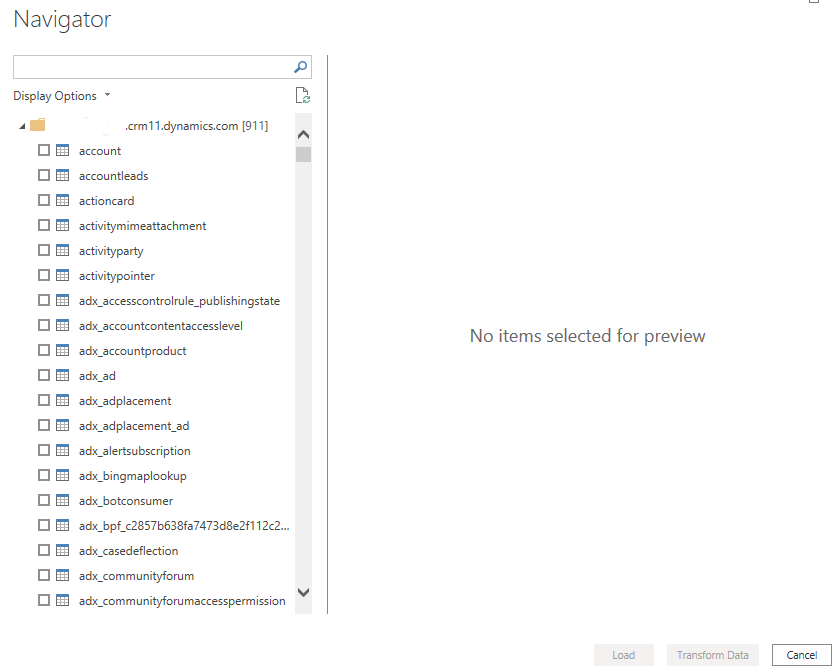 Navigator
Display Options
.crm11.dynamics.com [911]
account
accountleads
actioncard
activitymimeattachment
activityparty
activitypointer
adx_accesscontrolrule_publishingstate
adx_accountcontentaccesslevel
adx_accountproduct
adx_ad
adx_adplacement
adx_adplacement_ad
adx_alertsubscription
adx_bingmaplookup
adx_botconsumer
adx_bpf_c2857b638fa7473d8e2f112c2...
adx_casedeflection
adx_communityforum
adx_communityforumaccesspermission
No items selected for preview
Load
Transform Data
Cancel